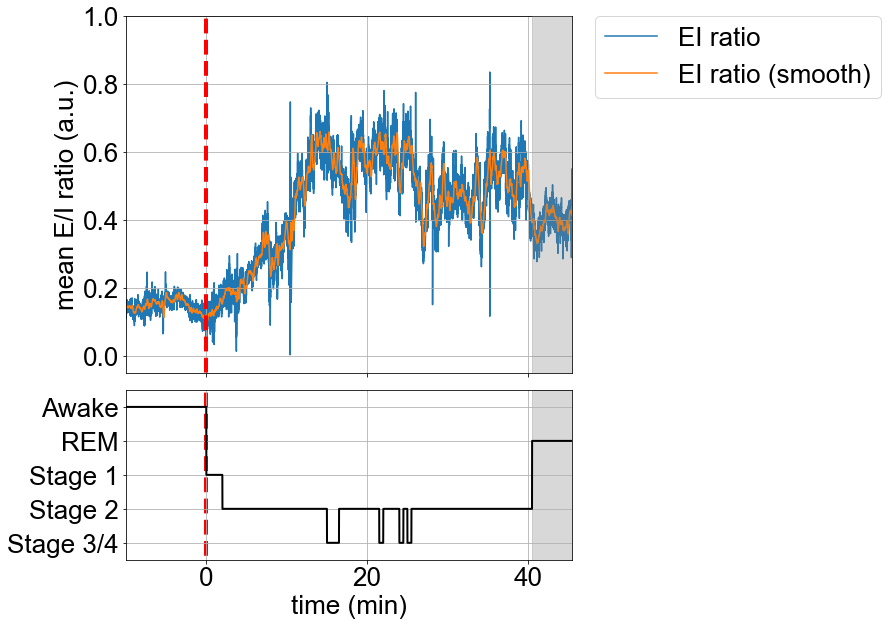 EI ratio
EI ratio (smooth)
mean E/I ratio (a.u.)
1.0
0.8
0.6
0.4
0.2
0.0
Awake
REM
Stage 1
Stage 2
Stage 3/4
0 20 40
time (min)